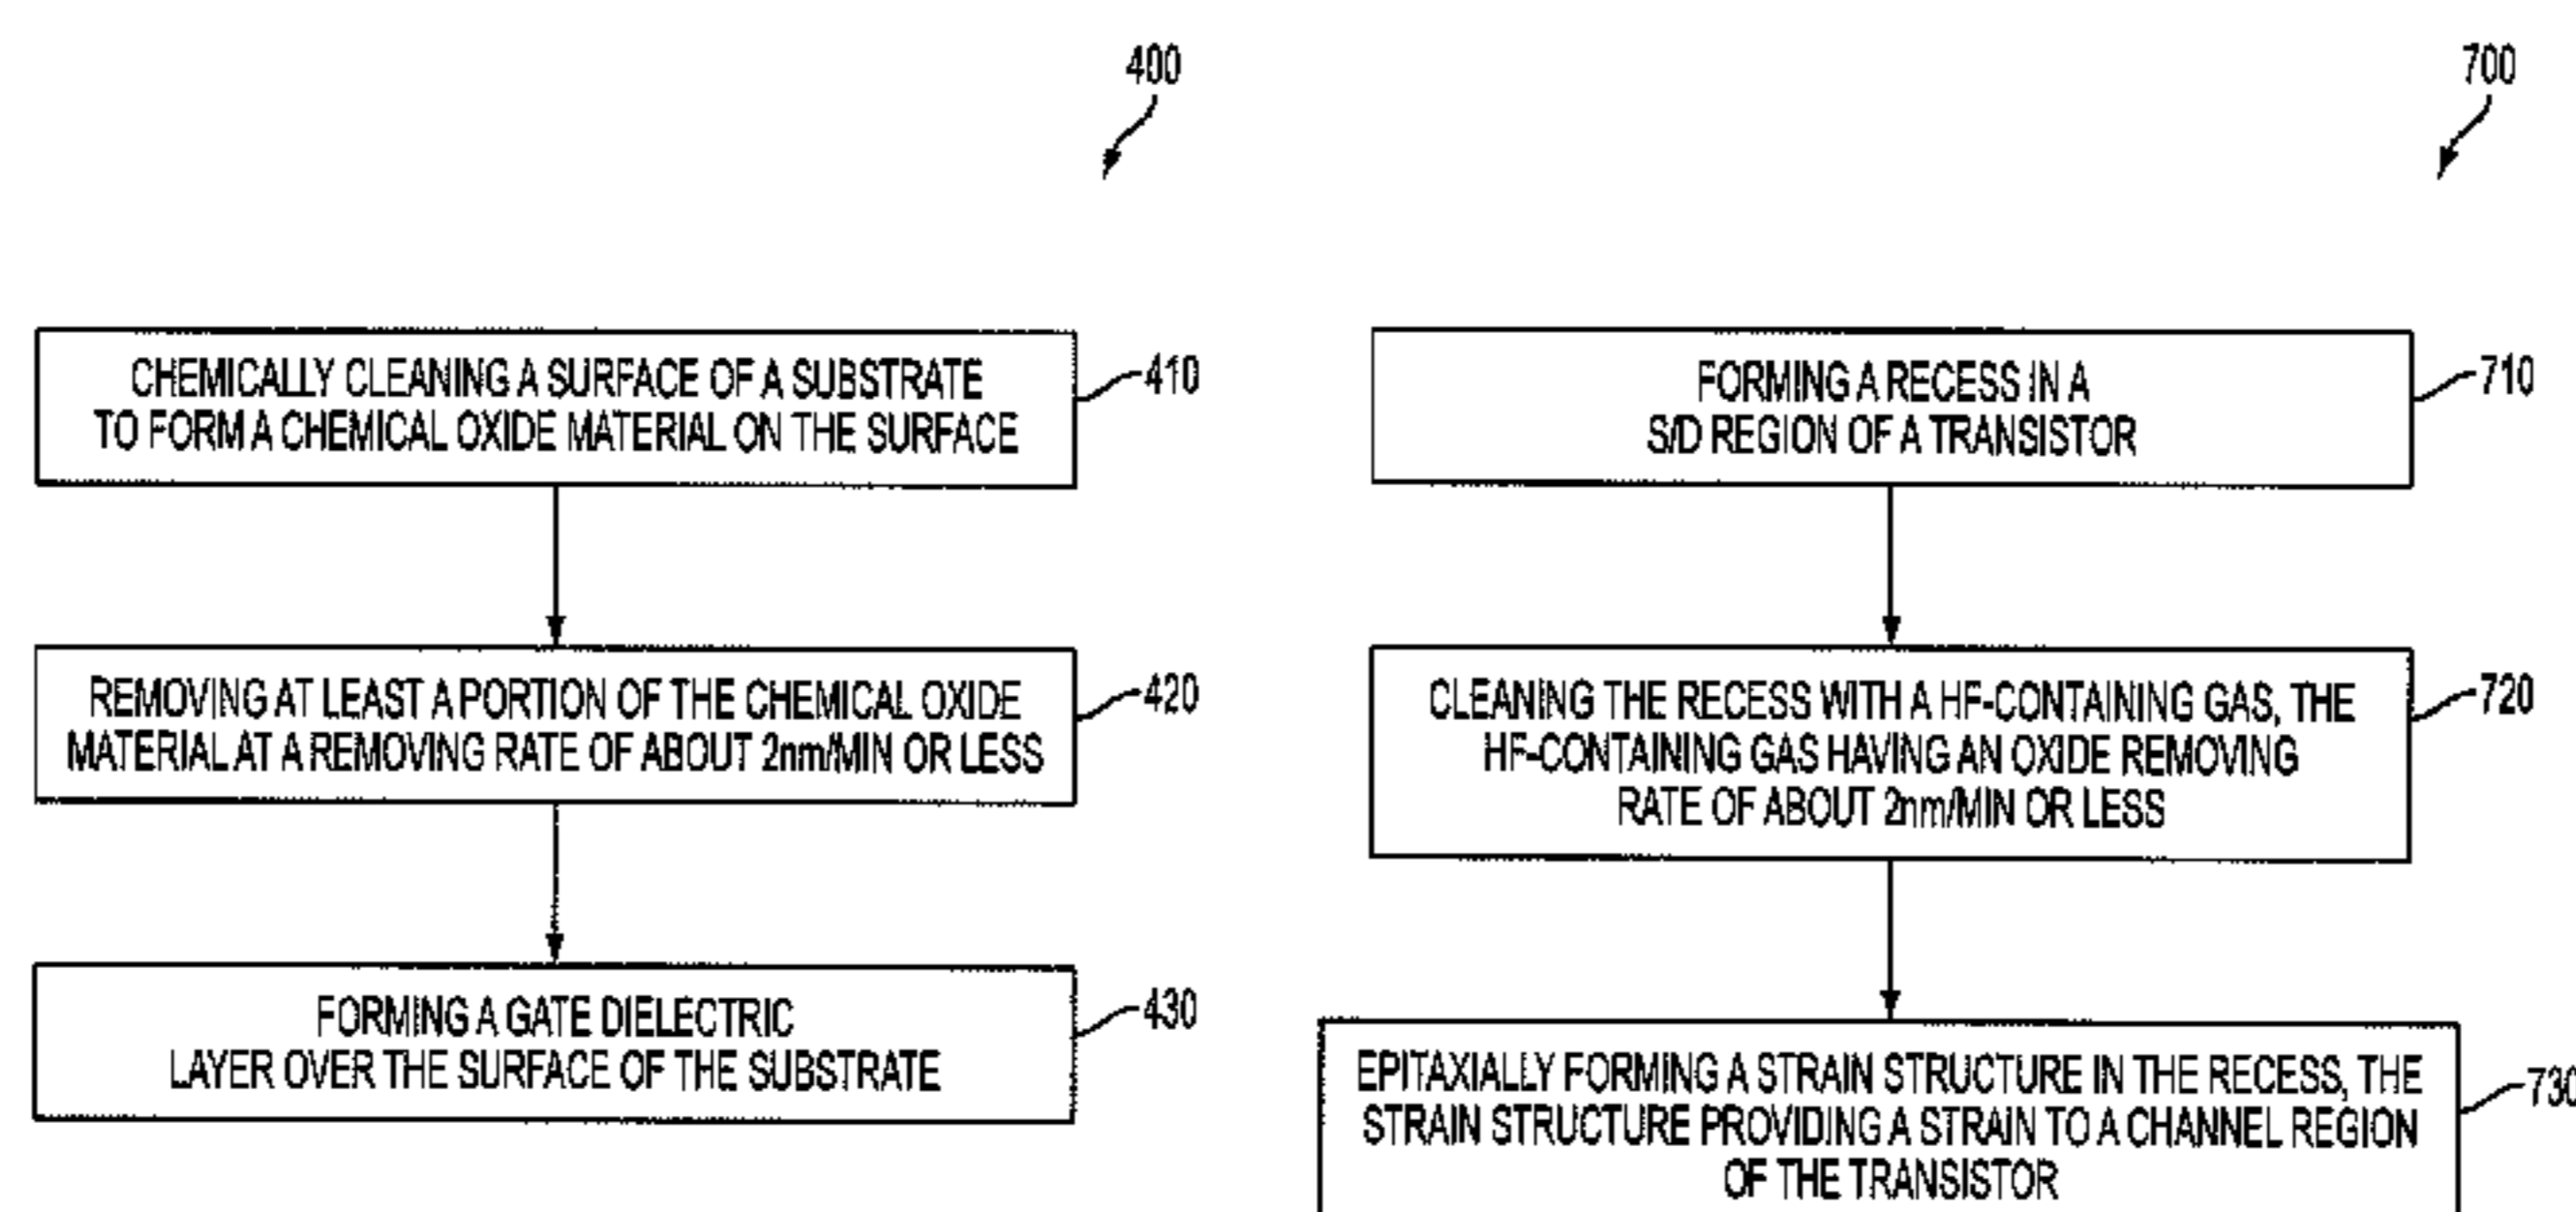 400
CHEMICALLY CLEANING A SURFACE OF A SUBSTRATE
TO FORM A CHEMICAL OXIDE MATERIAL ON THE SURFACE
410
REMOVING AT LEAST A PORTION OF THE CHEMICAL OXIDE
MATERIAL AT A REMOVING RATE OF ABOUT 2nm/MIN OR LESS
420
FORMING A GATE DIELECTRIC
LAYER OVER THE SURFACE OF THE SUBSTRATE
430
700
FORMING A RECESS IN A
S/D REGION OF A TRANSISTOR
710
CLEANING THE RECESS WITH A HF-CONTAINING GAS, THE
HF-CONTAINING GAS HAVING AN OXIDE REMOVING
RATE OF ABOUT 2nm/MIN OR LESS
720
EPITAXIALLY FORMING A STRAIN STRUCTURE IN THE RECESS, THE
STRAIN STRUCTURE PROVIDING A STRAIN TO A CHANNEL REGION
OF THE TRANSISTOR
730